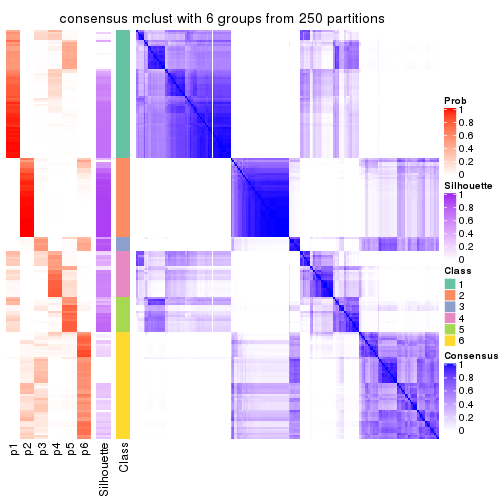 consensus mclust with 6 groups from 250 partitions
Prob
1
0.8
0.6
0.4
0.2
0
Silhouette
1
0.8
0.6
0.4
0.2
0
Class
1
2
3
4
5
6
Consensus
1
0.8
0.6
0.4
0.2
0
p1
p2
p3
p4
p5
p6
Silhouette
Class